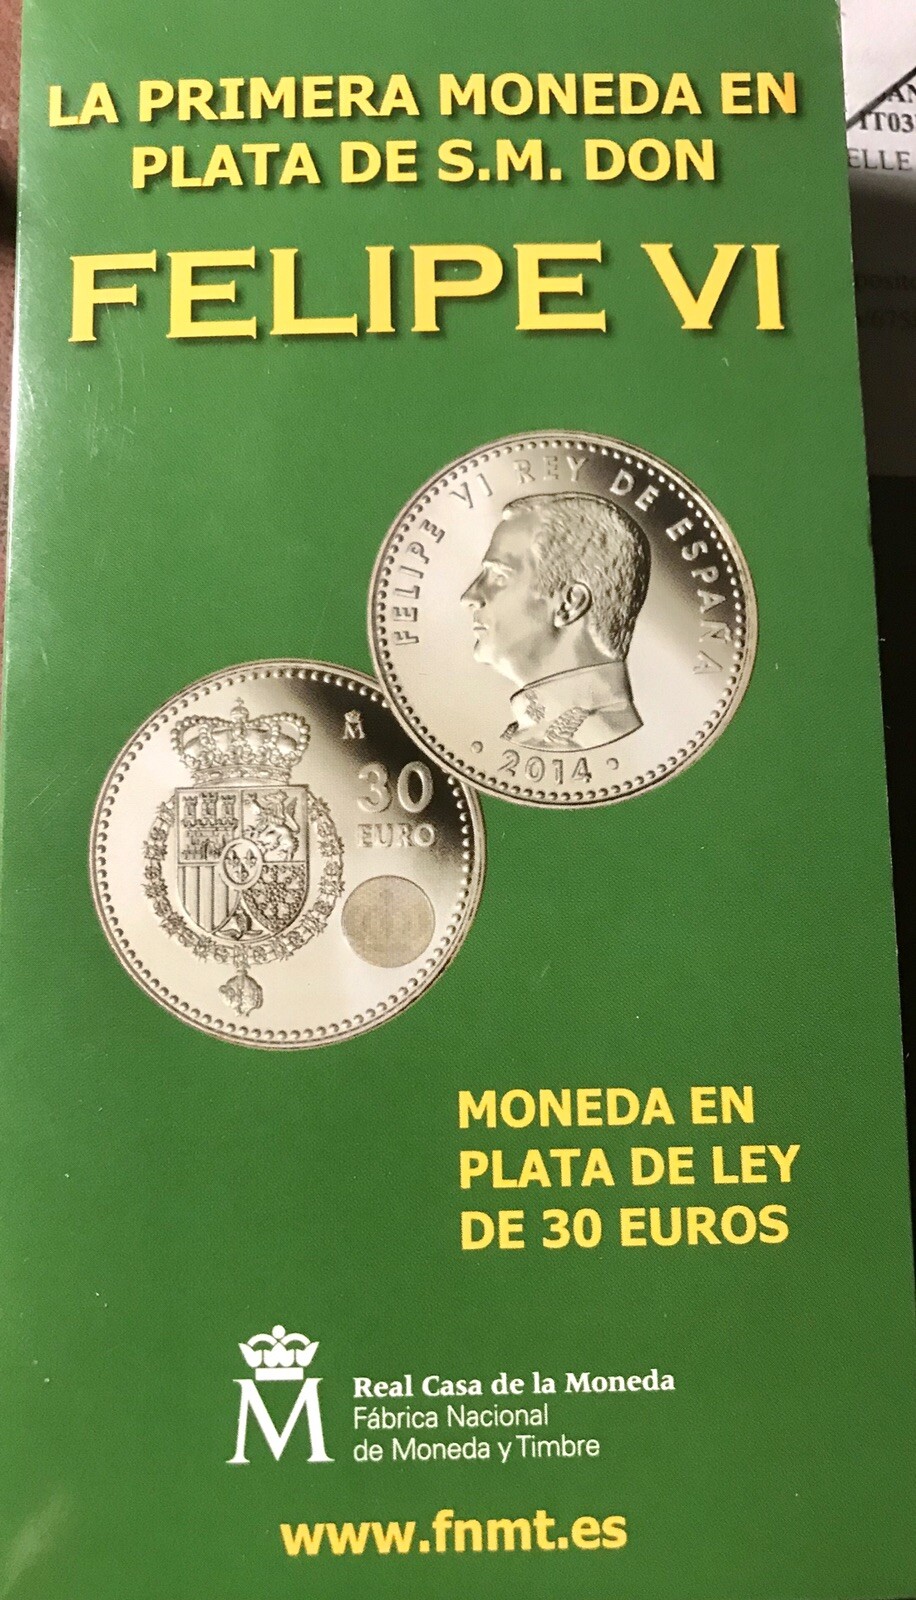 LA PRIMERA MONEDA EN
PLATA DE S.M. DON
FELIPE VI
FELIPE VI REY DE ESPAÑA
2014
M
30
EURO
MONEDA EN
PLATA DE LEY
DE 30 EUROS
M
Real Casa de la Moneda
Fábrica Nacional
de Moneda y Timbre
www.fnmt.es